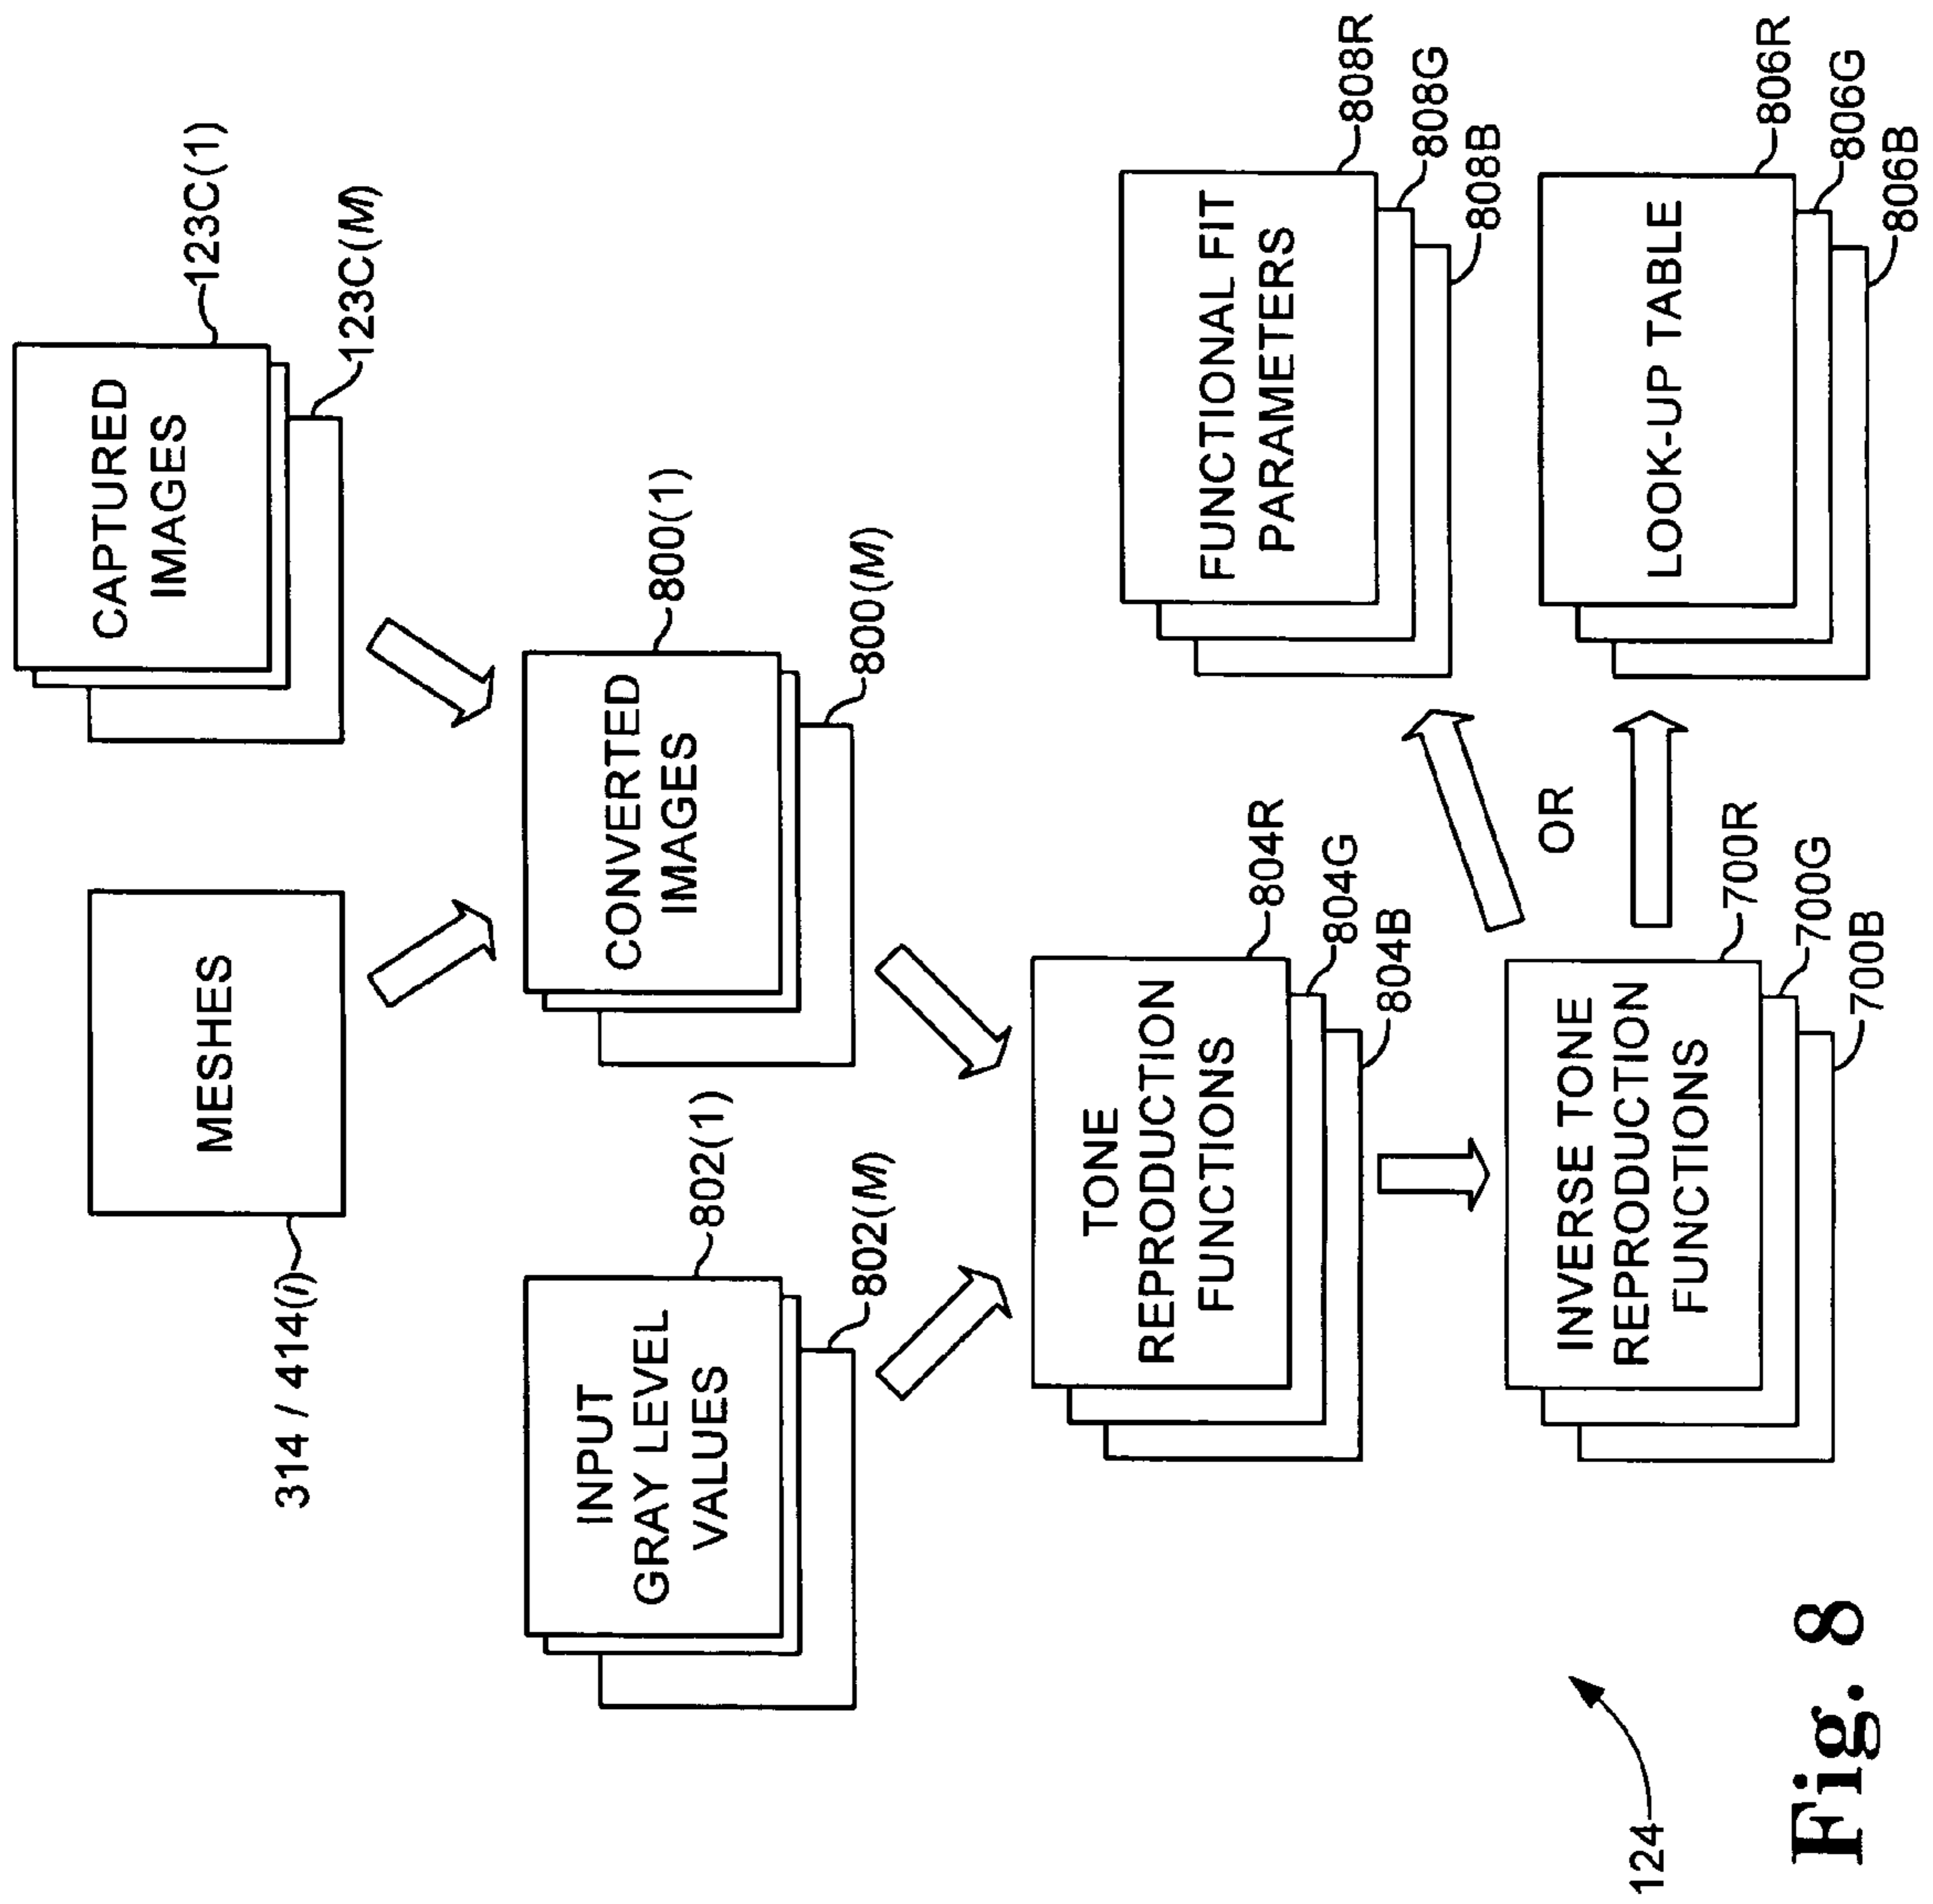 MESHES
314 / 414(i)
CAPTURED
IMAGES
123C(1)
123C(M)
INPUT
GRAY LEVEL
VALUES
802(1)
802(M)
CONVERTED
IMAGES
800(1)
800(M)
TONE
REPRODUCTION
FUNCTIONS
804R
804G
804B
INVERSE TONE
REPRODUCTION
FUNCTIONS
700R
700G
700B
OR
FUNCTIONAL FIT
PARAMETERS
808R
808G
808B
LOOK-UP TABLE
806R
806G
806B
124
Fig. 8